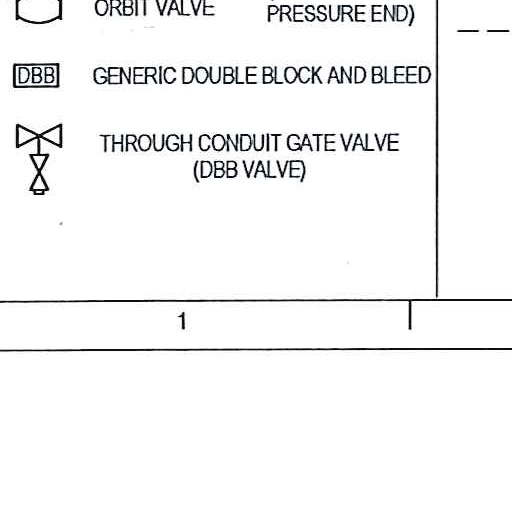 ORBIT VALVE
PRESSURE END)
DBB GENERIC DOUBLE BLOCK AND BLEED
THROUGH CONDUIT GATE VALVE
(DBB VALVE)
1